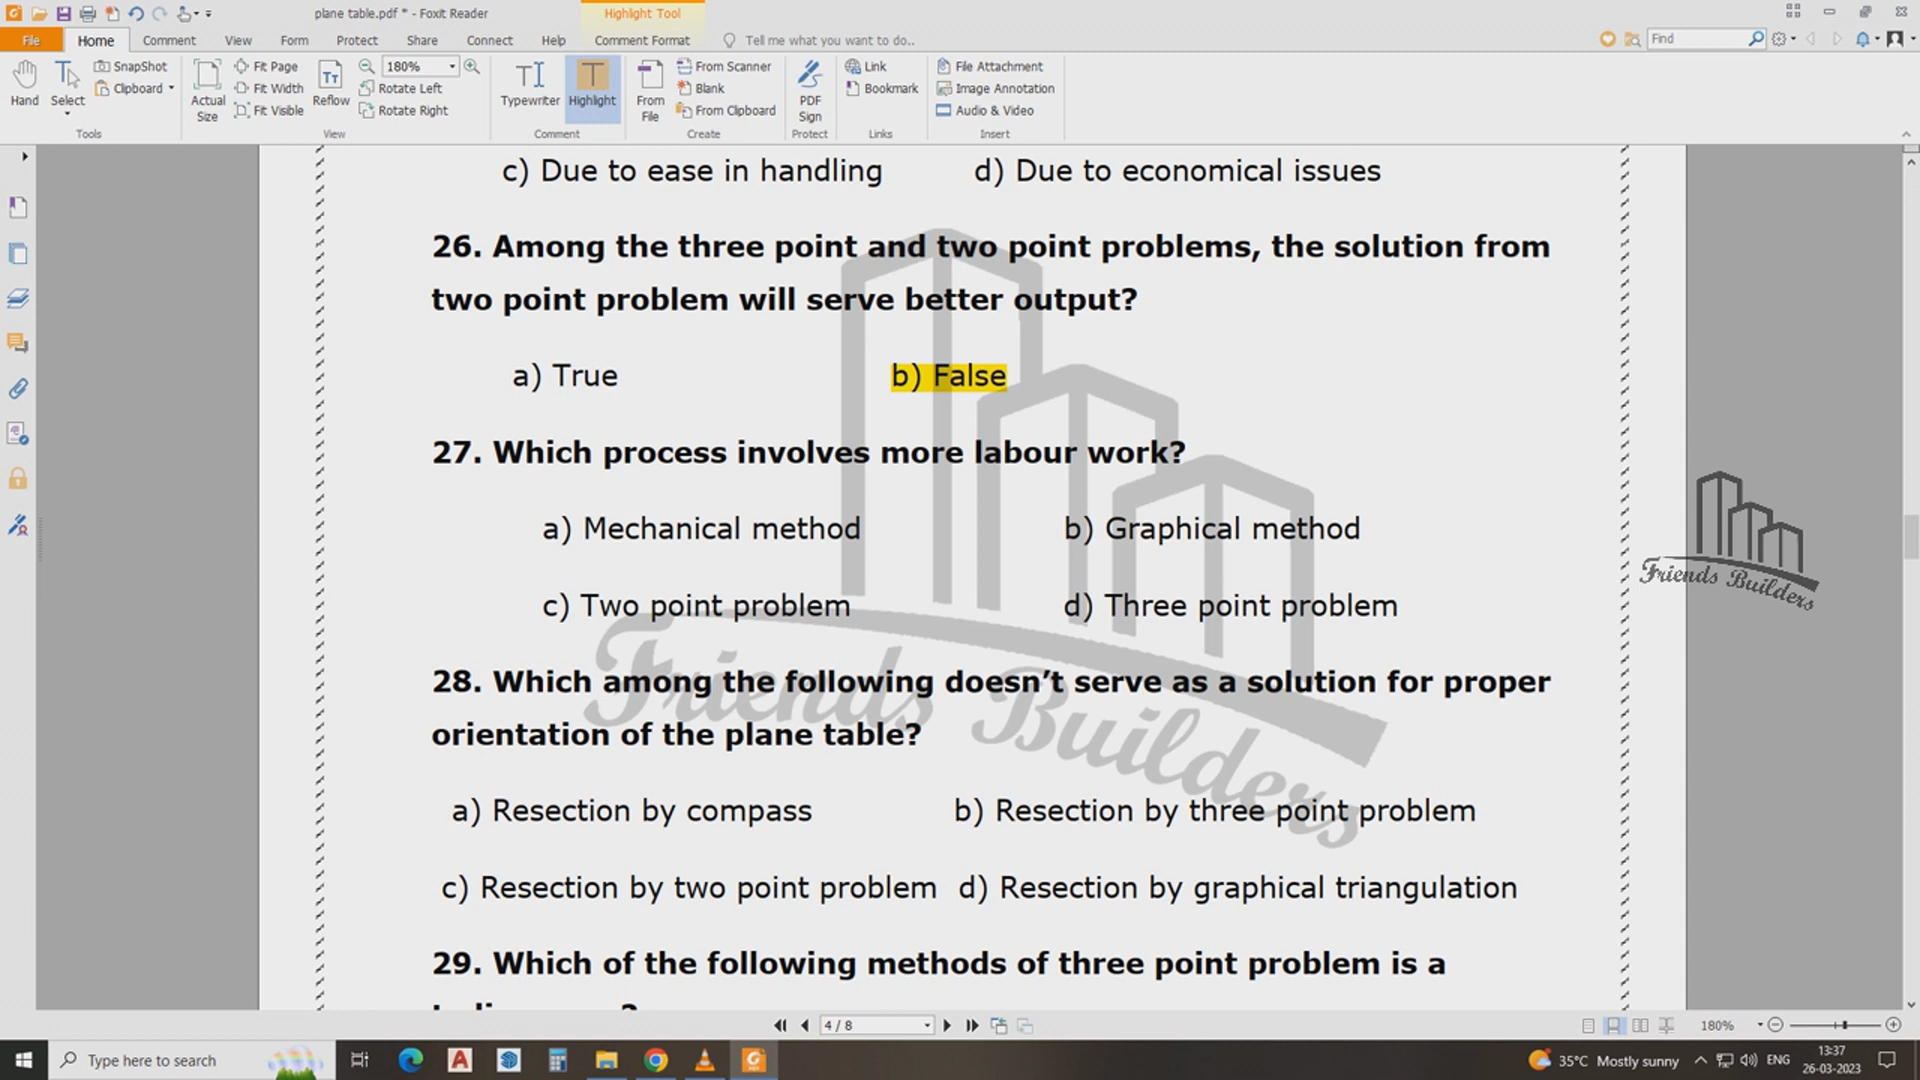 plane table.pdf * - Foxit Reader
Highlight Tool
File
Home
Comment
View
Form
Protect
Share
Connect
Help
Comment Format
Tell me what you want to do..
Find
Hand
Select
SnapShot
Clipboard
Actual Size
Fit Page
Fit Width
Fit Visible
Reflow
180%
Rotate Left
Rotate Right
Typewriter
Highlight
From File
From Scanner
Blank
From Clipboard
PDF Sign
Link
Bookmark
File Attachment
Image Annotation
Audio & Video
Tools
View
Comment
Create
Protect
Links
Insert
c) Due to ease in handling d) Due to economical issues
26. Among the three point and two point problems, the solution from
two point problem will serve better output?
a) True b) False
27. Which process involves more labour work?
a) Mechanical method b) Graphical method
c) Two point problem d) Three point problem
28. Which among the following doesn't serve as a solution for proper
orientation of the plane table?
a) Resection by compass b) Resection by three point problem
c) Resection by two point problem d) Resection by graphical triangulation
29. Which of the following methods of three point problem is a
Friends Builders
Friends Builders
4 / 8
180%
Type here to search
35°C Mostly sunny
ENG
13:37
26-03-2023